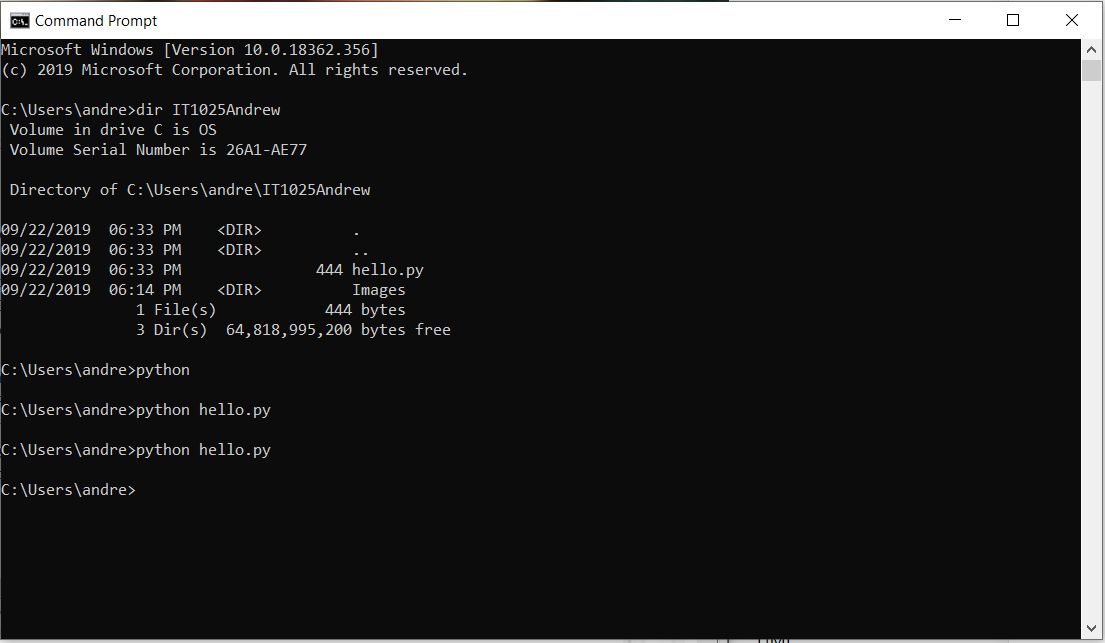 Command Prompt
Microsoft Windows [Version 10.0.18362.356]
(c) 2019 Microsoft Corporation. All rights reserved.
C:\Users\andre>dir IT1025Andrew
 Volume in drive C is OS
 Volume Serial Number is 26A1-AE77
 Directory of C:\Users\andre\IT1025Andrew
09/22/2019  06:33 PM    <DIR>          .
09/22/2019  06:33 PM    <DIR>          ..
09/22/2019  06:33 PM               444 hello.py
09/22/2019  06:14 PM    <DIR>          Images
               1 File(s)            444 bytes
               3 Dir(s)  64,818,995,200 bytes free
C:\Users\andre>python
C:\Users\andre>python hello.py
C:\Users\andre>python hello.py
C:\Users\andre>